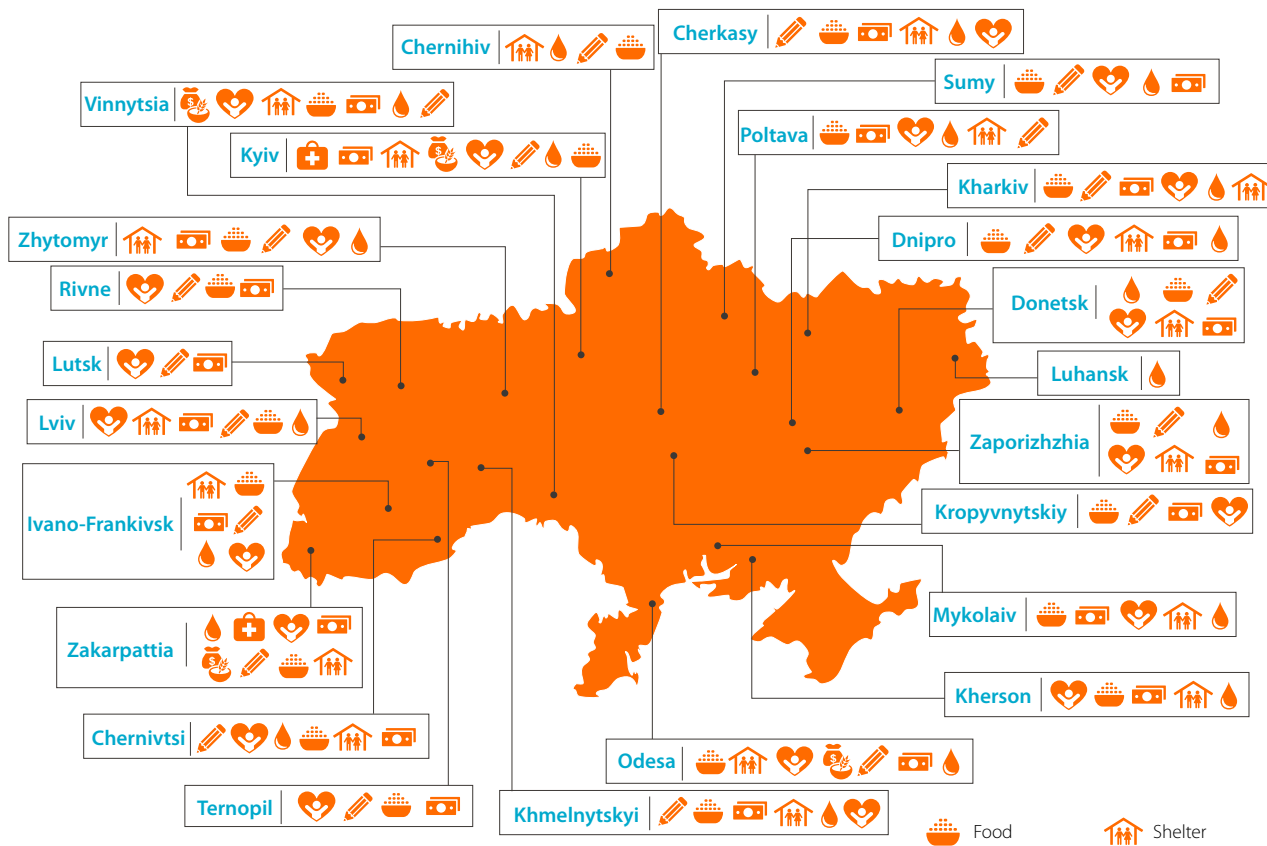 Chernihiv
Cherkasy
Sumy
Vinnytsia
Poltava
Kyiv
Kharkiv
Zhytomyr
Dnipro
Rivne
Donetsk
Lutsk
Luhansk
Lviv
Zaporizhzhia
Ivano-Frankivsk
Kropyvnytskiy
Mykolaiv
Zakarpattia
Kherson
Chernivtsi
Odesa
Ternopil
Khmelnytskyi
Food
Shelter